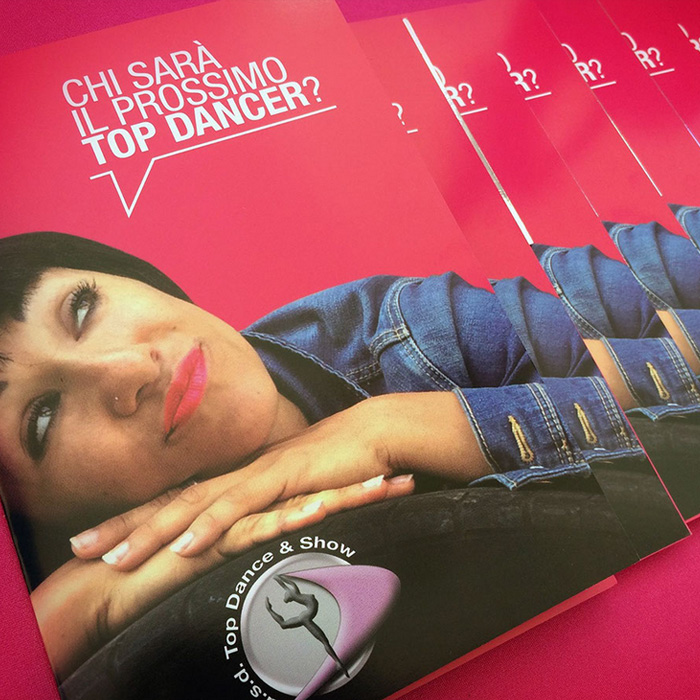 CHI SARÀ
IL PROSSIMO
TOP DANCER?
?
R?
R?
R?
R?
?
.s.d. Top Dance & Show